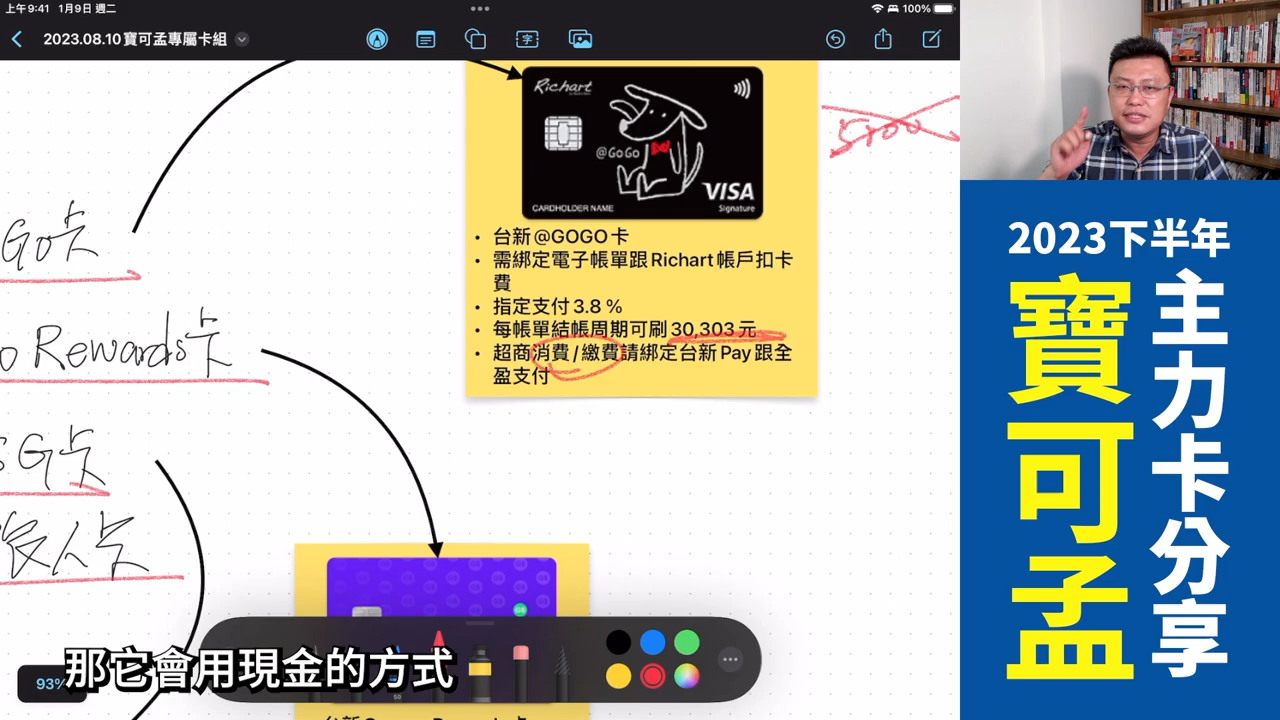 上午9:41 1月9日 週二
100%
2023.08.10寶可孟專屬卡組
字
Richart
@GoGo
VISA
Signature
CARDHOLDER NAME
5100
• 台新@GOGO卡
• 需綁定電子帳單跟Richart帳戶扣卡
費
• 指定支付3.8%
• 每帳單結帳周期可刷30,303元
• 超商消費/繳費請綁定台新Pay跟全
盈支付
Go卡
o Rewards卡
G卡
人卡
93%
50
那它會用現金的方式
2023下半年
主力卡分享
寶可孟